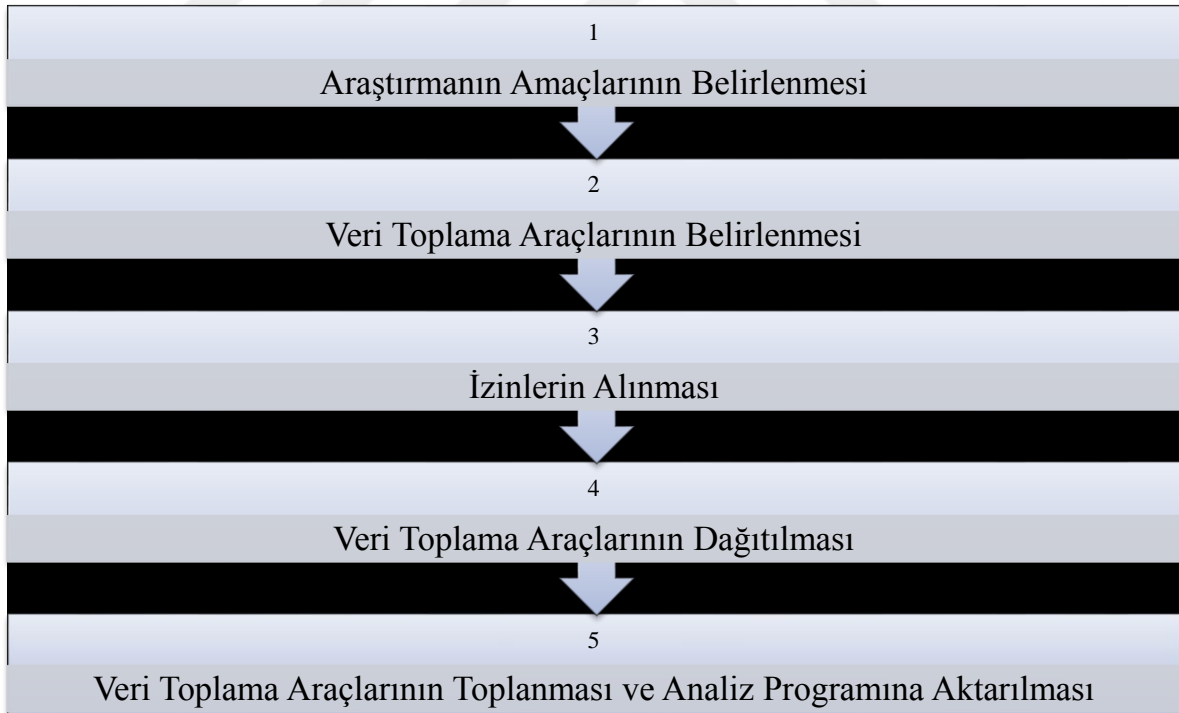 1
Araştırmanın Amaçlarının Belirlenmesi
2
Veri Toplama Araçlarının Belirlenmesi
3
İzinlerin Alınması
4
Veri Toplama Araçlarının Dağıtılması
5
Veri Toplama Araçlarının Toplanması ve Analiz Programına Aktarılması